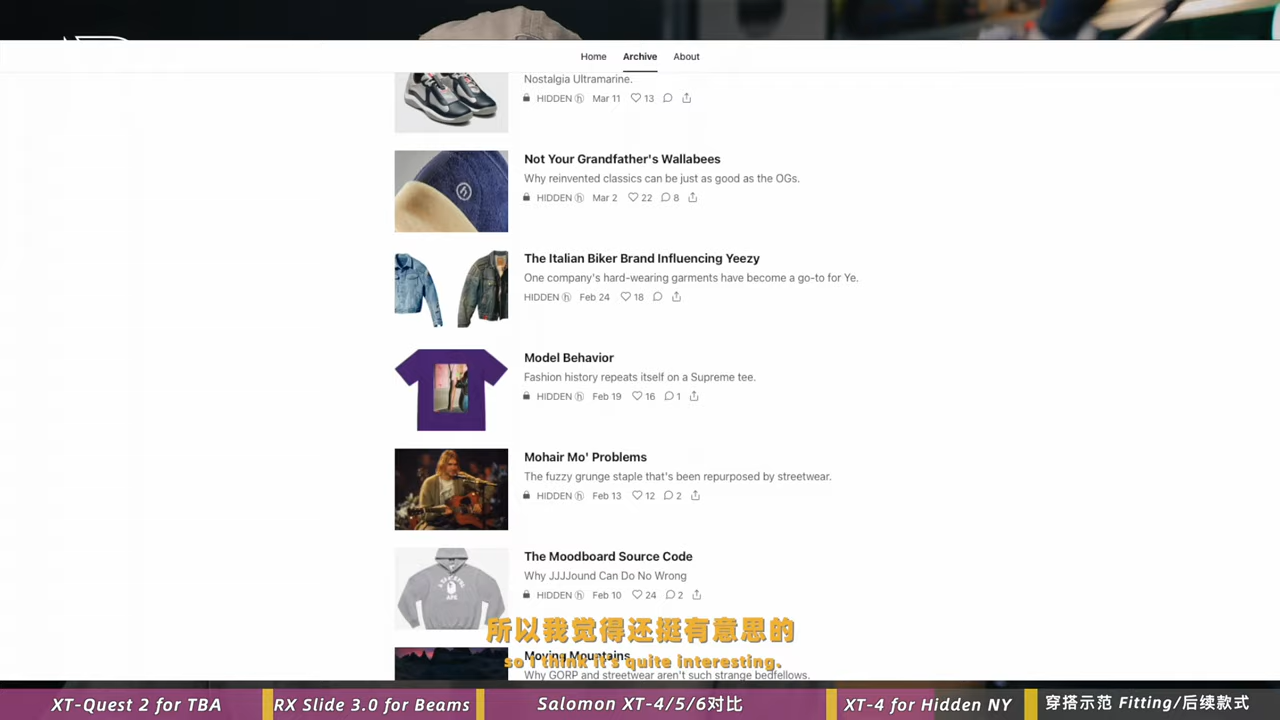 Home Archive About
Nostalgia Ultramarine.
HIDDEN ⓗ Mar 11 13
Not Your Grandfather's Wallabees
Why reinvented classics can be just as good as the OGs.
HIDDEN ⓗ Mar 2 22 8
The Italian Biker Brand Influencing Yeezy
One company's hard-wearing garments have become a go-to for Ye.
HIDDEN ⓗ Feb 24 18
Model Behavior
Fashion history repeats itself on a Supreme tee.
HIDDEN ⓗ Feb 19 16 1
Mohair Mo' Problems
The fuzzy grunge staple that's been repurposed by streetwear.
HIDDEN ⓗ Feb 13 12 2
The Moodboard Source Code
Why JJJJound Can Do No Wrong
HIDDEN ⓗ Feb 10 24 2
所以我觉得还挺有意思的
Moving Mountains
so I think it's quite interesting.
Why GORP and streetwear aren't such strange bedfellows.
XT-Quest 2 for TBA
RX Slide 3.0 for Beams
Salomon XT-4/5/6对比
XT-4 for Hidden NY
穿搭示范 Fitting/后续款式